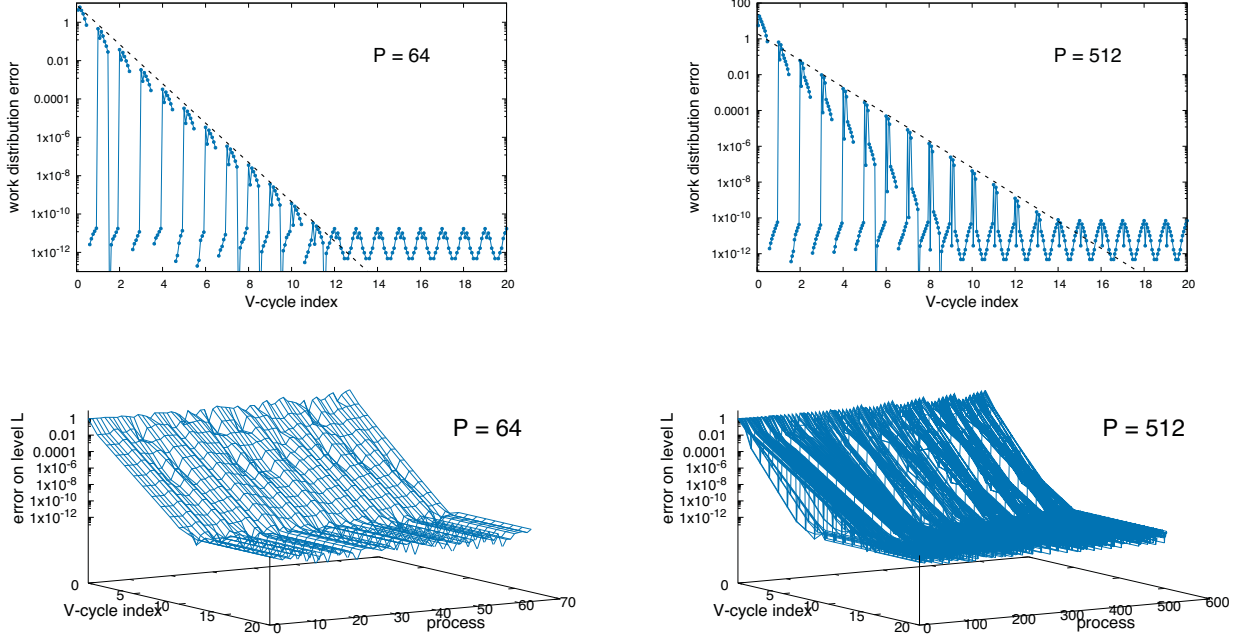 P = 64
work distribution error
1
0.01
0.0001
1x10-6
1x10-8
1x10-10
1x10-12
0 2 4 6 8 10 12 14 16 18 20
V-cycle index
P = 512
work distribution error
100
1
0.01
0.0001
1x10-6
1x10-8
1x10-10
1x10-12
0 2 4 6 8 10 12 14 16 18 20
V-cycle index
P = 64
error on level L
1
0.01
0.0001
1x10-6
1x10-8
1x10-10
1x10-12
0
5
10
15
20
V-cycle index
0 10 20 30 40 50 60 70
process
P = 512
error on level L
1
0.01
0.0001
1x10-6
1x10-8
1x10-10
1x10-12
0
5
10
15
20
V-cycle index
0 100 200 300 400 500 600
process